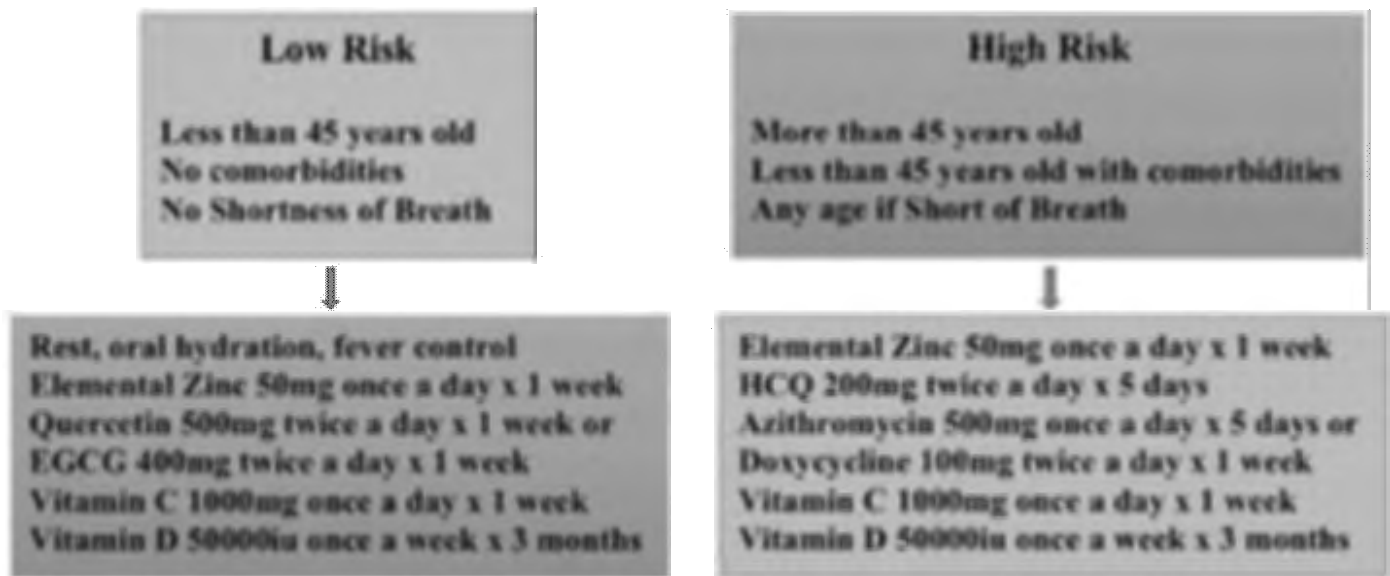 Low Risk
Less than 45 years old
No comorbidities
No Shortness of Breath
High Risk
More than 45 years old
Less than 45 years old with comorbidities
Any age if Short of Breath
Rest, oral hydration, fever control
Elemental Zinc 50mg once a day x 1 week
Quercetin 500mg twice a day x 1 week or
EGCG 400mg twice a day x 1 week
Vitamin C 1000mg once a day x 1 week
Vitamin D 50000iu once a week x 3 months
Elemental Zinc 50mg once a day x 1 week
HCQ 200mg twice a day x 5 days
Azithromycin 500mg once a day x 5 days or
Doxycycline 100mg twice a day x 1 week
Vitamin C 1000mg once a day x 1 week
Vitamin D 50000iu once a week x 3 months